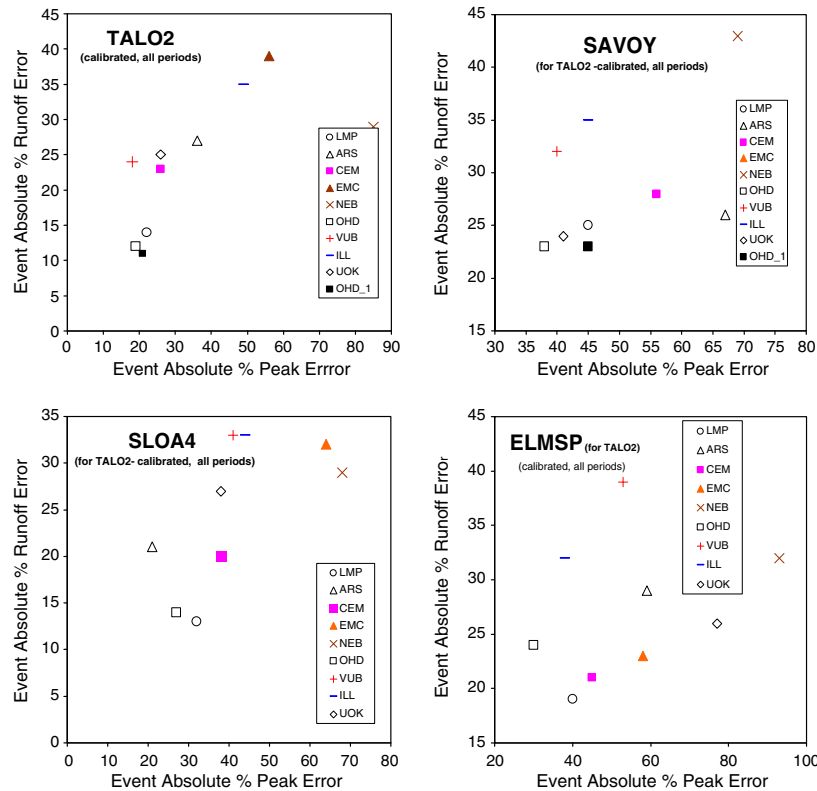 TALO2
(calibrated, all periods)
Event Absolute % Runoff Error
45
40
35
30
25
20
15
10
5
0
LMP
ARS
CEM
EMC
NEB
OHD
VUB
ILL
UOK
OHD_1
0 10 20 30 40 50 60 70 80 90
Event Absolute % Peak Errror
SAVOY
(for TALO2 -calibrated, all periods)
Event Absolute % Runoff Error
45
40
35
30
25
20
15
LMP
ARS
CEM
EMC
NEB
OHD
VUB
ILL
UOK
OHD_1
30 35 40 45 50 55 60 65 70 75 80
Event Absolute % Peak Error
SLOA4
(for TALO2- calibrated, all periods)
Event Absolute % Runoff Error
35
30
25
20
15
10
5
0
LMP
ARS
CEM
EMC
NEB
OHD
VUB
ILL
UOK
0 10 20 30 40 50 60 70 80
Event Absolute % Peak Error
ELMSP (for TALO2)
(calibrated, all periods)
Event Absolute % Runoff Error
45
40
35
30
25
20
15
LMP
ARS
CEM
EMC
NEB
OHD
VUB
ILL
UOK
20 40 60 80 100
Event Absolute % Peak Error